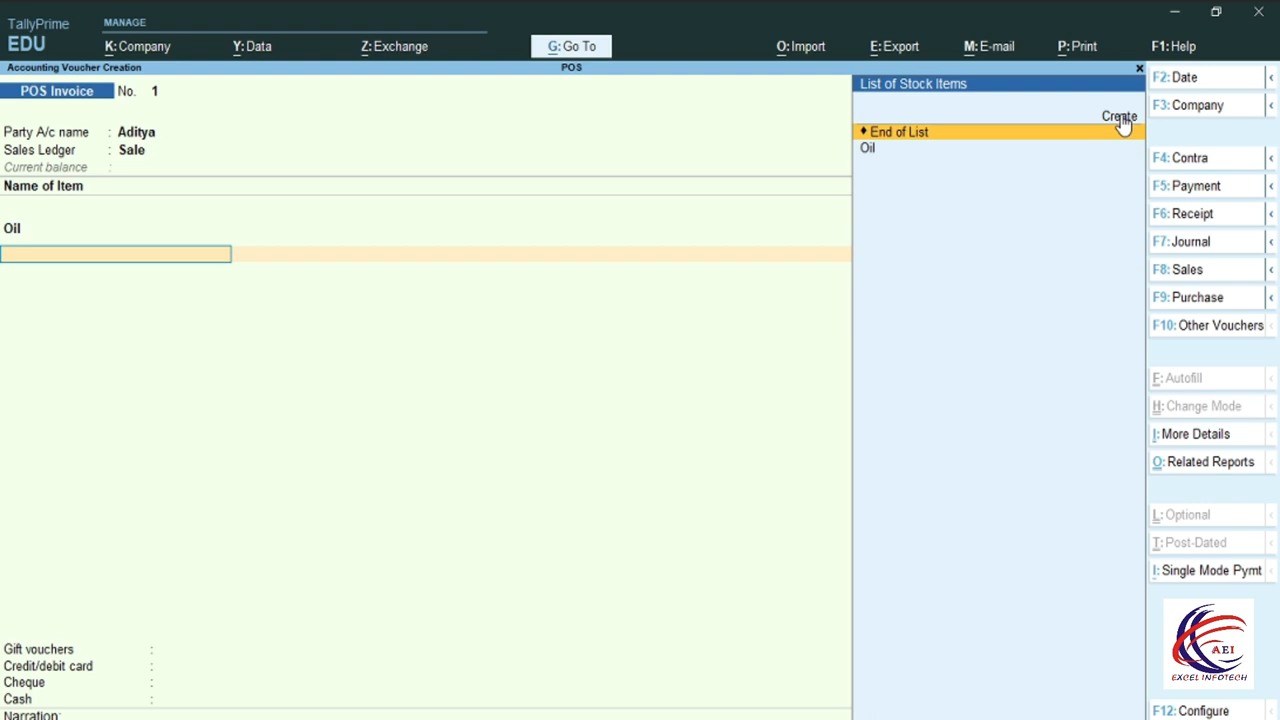 TallyPrime
EDU
MANAGE
K: Company Y: Data Z: Exchange G: Go To O: Import E: Export M: E-mail P: Print F1: Help
Accounting Voucher Creation POS
POS Invoice No. 1
Party A/c name : Aditya
Sales Ledger : Sale
Current balance :
Name of Item
Oil
List of Stock Items
Create
♦ End of List
Oil
F2: Date
F3: Company
F4: Contra
F5: Payment
F6: Receipt
F7: Journal
F8: Sales
F9: Purchase
F10: Other Vouchers
F: Autofill
H: Change Mode
I: More Details
O: Related Reports
L: Optional
T: Post-Dated
I: Single Mode Pymt
AEI
EXCEL INFOTECH
F12: Configure
Gift vouchers :
Credit/debit card :
Cheque :
Cash :
Narration: